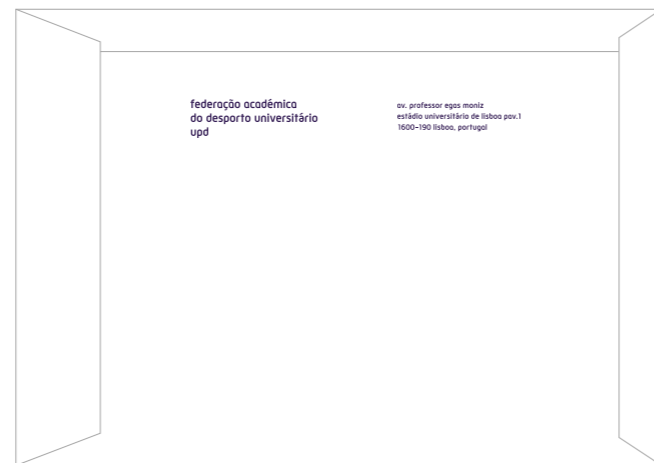 federação académica
do desporto universitário
upd
av. professor egas moniz
estádio universitário de lisboa pav.1
1600-190 lisboa, portugal